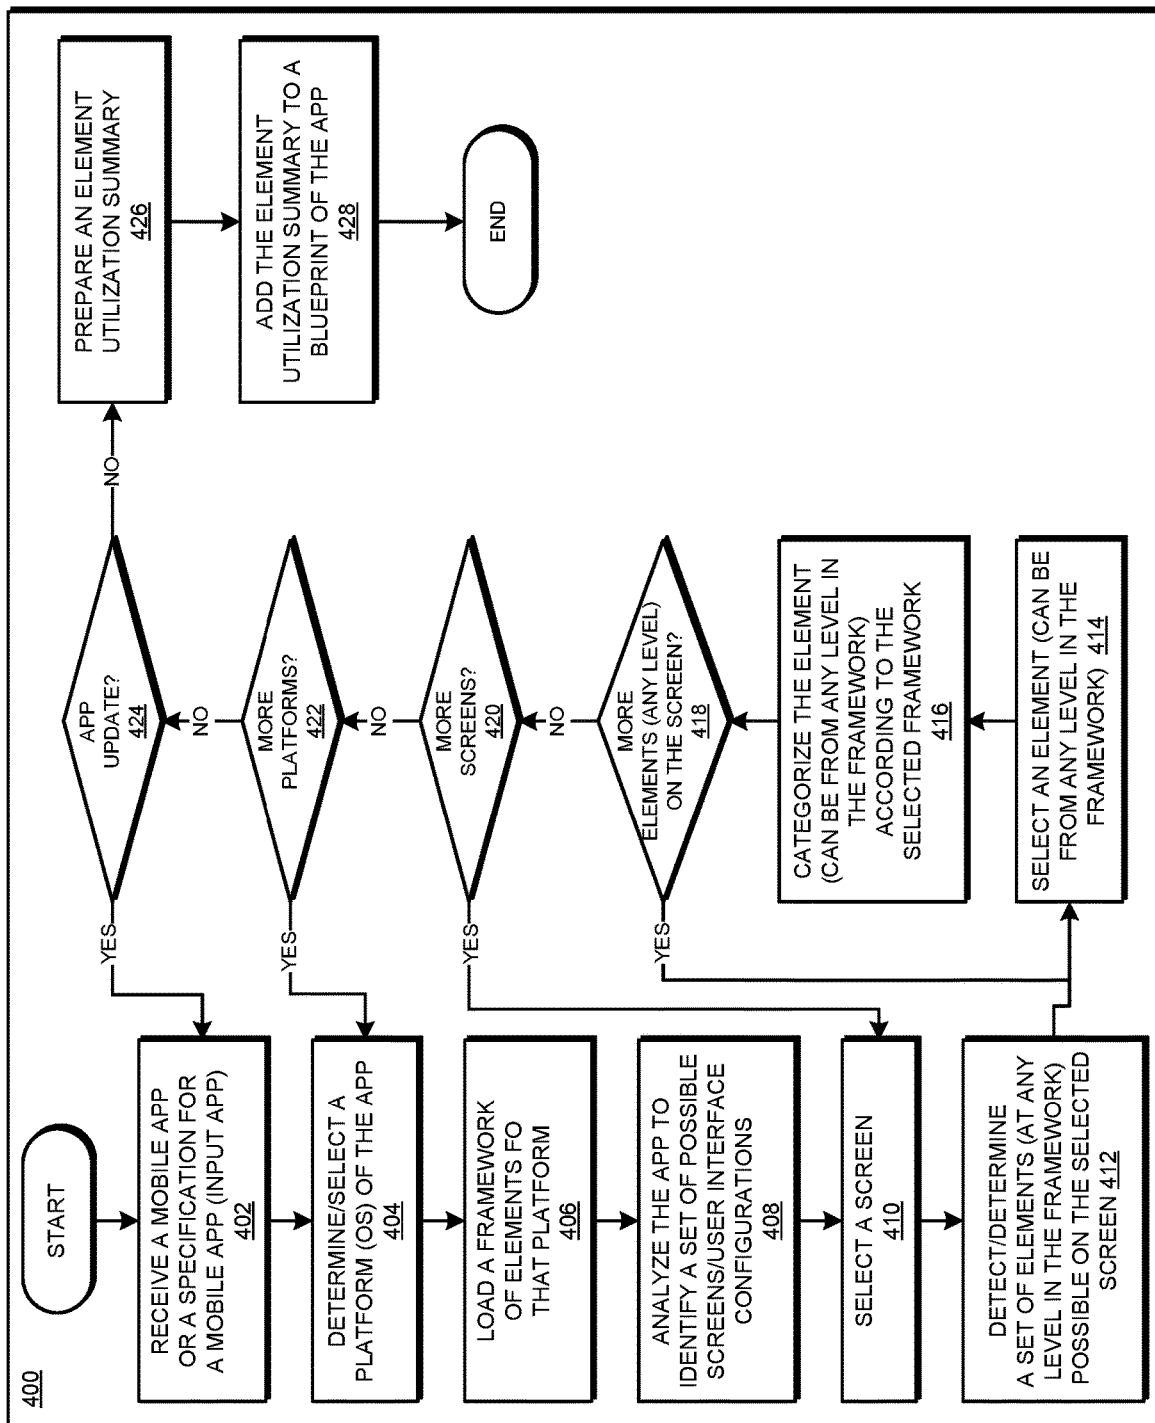 400
START
RECEIVE A MOBILE APP
OR A SPECIFICATION FOR
A MOBILE APP (INPUT APP)
402
DETERMINE/SELECT A
PLATFORM (OS) OF THE APP
404
LOAD A FRAMEWORK
OF ELEMENTS FO
THAT PLATFORM
406
ANALYZE THE APP TO
IDENTIFY A SET OF POSSIBLE
SCREENS/USER INTERFACE
CONFIGURATIONS
408
SELECT A SCREEN
410
DETECT/DETERMINE
A SET OF ELEMENTS (AT ANY
LEVEL IN THE FRAMEWORK)
POSSIBLE ON THE SELECTED
SCREEN 412
SELECT AN ELEMENT (CAN BE
FROM ANY LEVEL IN THE
FRAMEWORK) 414
CATEGORIZE THE ELEMENT
(CAN BE FROM ANY LEVEL IN
THE FRAMEWORK)
ACCORDING TO THE
SELECTED FRAMEWORK
416
MORE
ELEMENTS (ANY LEVEL)
ON THE SCREEN?
418
YES
NO
MORE
SCREENS?
420
YES
NO
MORE
PLATFORMS?
422
YES
NO
APP
UPDATE?
424
YES
NO
PREPARE AN ELEMENT
UTILIZATION SUMMARY
426
ADD THE ELEMENT
UTILIZATION SUMMARY TO A
BLUEPRINT OF THE APP
428
END